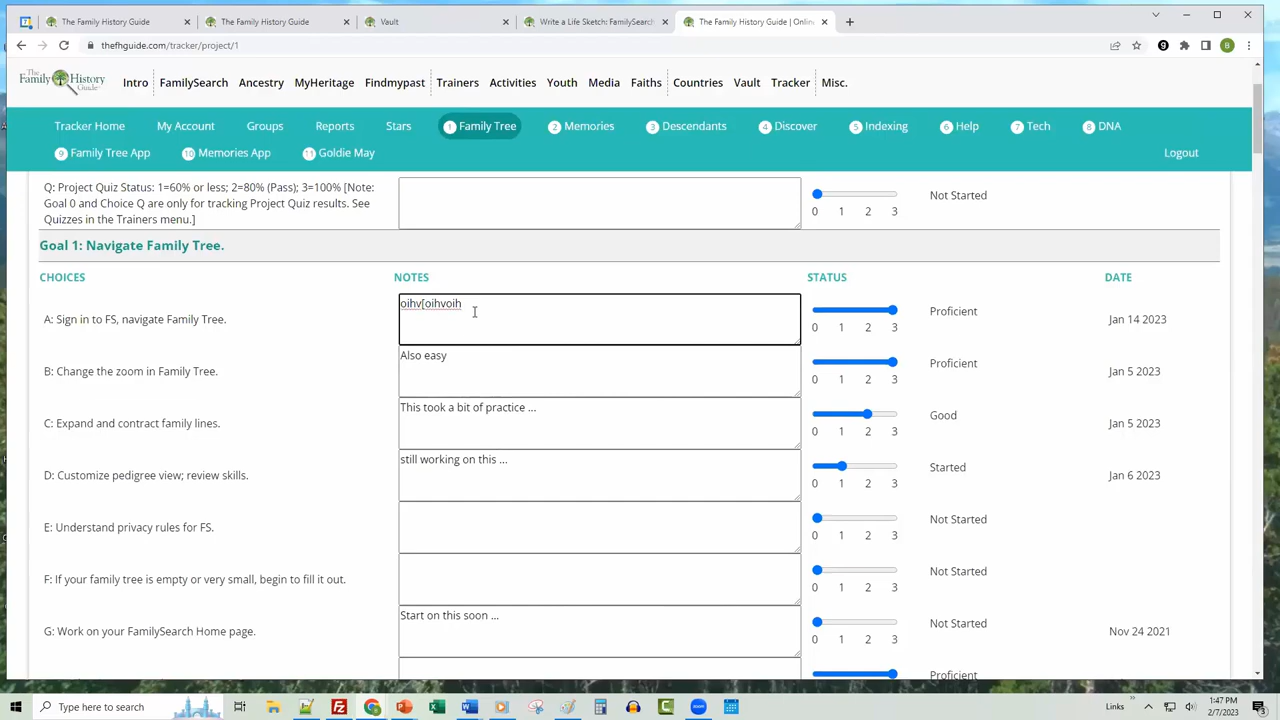 The Family History Guide
The Family History Guide
Vault
Write a Life Sketch: FamilySearch
The Family History Guide | Onlin
thefhguide.com/tracker/project/1
The
Family History
Guide
Intro
FamilySearch
Ancestry
MyHeritage
Findmypast
Trainers
Activities
Youth
Media
Faiths
Countries
Vault
Tracker
Misc.
Tracker Home
My Account
Groups
Reports
Stars
1 Family Tree
2 Memories
3 Descendants
4 Discover
5 Indexing
6 Help
7 Tech
8 DNA
9 Family Tree App
10 Memories App
11 Goldie May
Logout
Q: Project Quiz Status: 1=60% or less; 2=80% (Pass); 3=100% [Note:
Goal 0 and Choice Q are only for tracking Project Quiz results. See
Quizzes in the Trainers menu.]
0 1 2 3
Not Started
Goal 1: Navigate Family Tree.
CHOICES
NOTES
STATUS
DATE
A: Sign in to FS, navigate Family Tree.
oihv[oihvoih
0 1 2 3
Proficient
Jan 14 2023
B: Change the zoom in Family Tree.
Also easy
0 1 2 3
Proficient
Jan 5 2023
C: Expand and contract family lines.
This took a bit of practice ...
0 1 2 3
Good
Jan 5 2023
D: Customize pedigree view; review skills.
still working on this ...
0 1 2 3
Started
Jan 6 2023
E: Understand privacy rules for FS.
0 1 2 3
Not Started
F: If your family tree is empty or very small, begin to fill it out.
0 1 2 3
Not Started
G: Work on your FamilySearch Home page.
Start on this soon ...
0 1 2 3
Not Started
Nov 24 2021
Proficient
Type here to search
Links
1:47 PM
2/7/2023